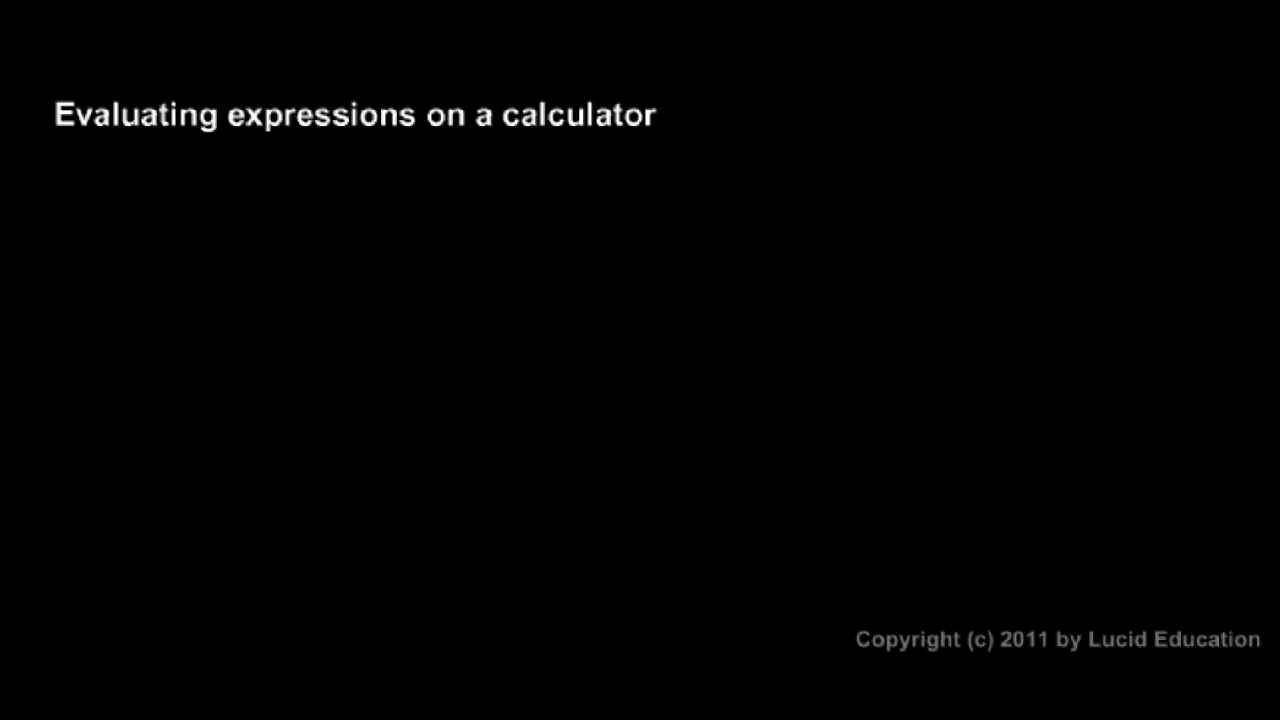 Evaluating expressions on a calculator
Copyright (c) 2011 by Lucid Education